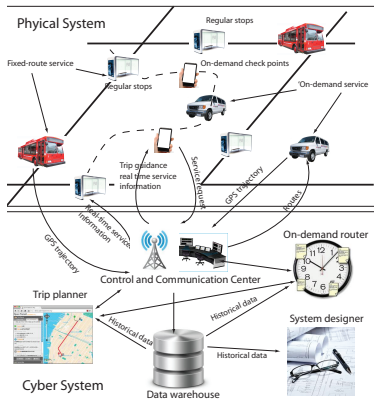 Phyical System
Regular stops
Fixed-route service
On-demand check points
Regular stops
'On-demand service
Trip guidance
real time service
information
Service request
GPS trajectory
Routes
Real-time service
information
GPS trajectory
On-demand router
Control and Communication Center
Trip planner
Historical data
Historical data
System designer
Historical data
Historical data
Cyber System
Data warehouse